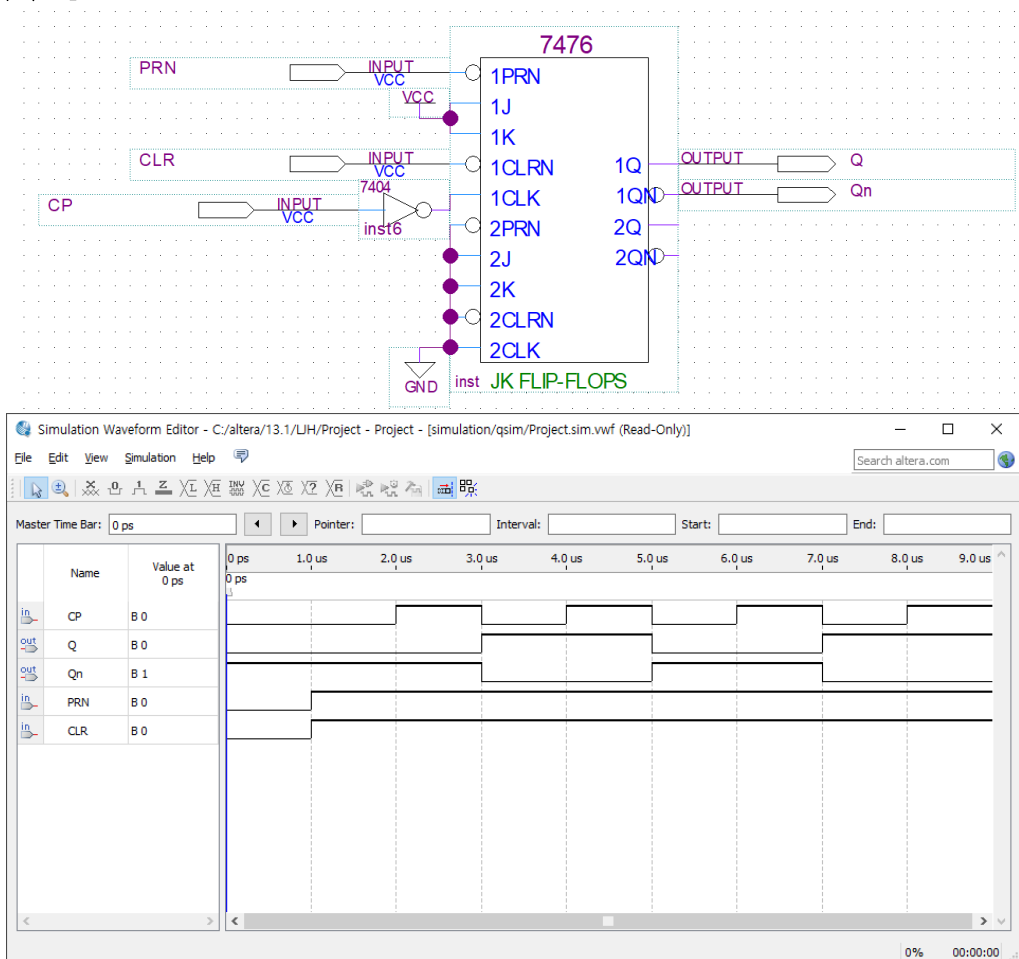 7476
PRN INPUT VCC 1PRN
VCC 1J
1K
CLR INPUT VCC 1CLRN 1Q OUTPUT Q
7404 1CLK 1QN OUTPUT Qn
CP INPUT VCC inst6
2PRN 2Q
2J 2QN
2K
2CLRN
2CLK
GND inst JK FLIP-FLOPS
Simulation Waveform Editor - C:/altera/13.1/LJH/Project - Project - [simulation/qsim/Project.sim.vwf (Read-Only)]
File Edit View Simulation Help
Search altera.com
Master Time Bar: 0 ps Pointer: Interval: Start: End:
Name Value at 0 ps
0 ps 1.0 us 2.0 us 3.0 us 4.0 us 5.0 us 6.0 us 7.0 us 8.0 us 9.0 us
0 ps
in CP B 0
out Q B 0
out Qn B 1
in PRN B 0
in CLR B 0
0% 00:00:00